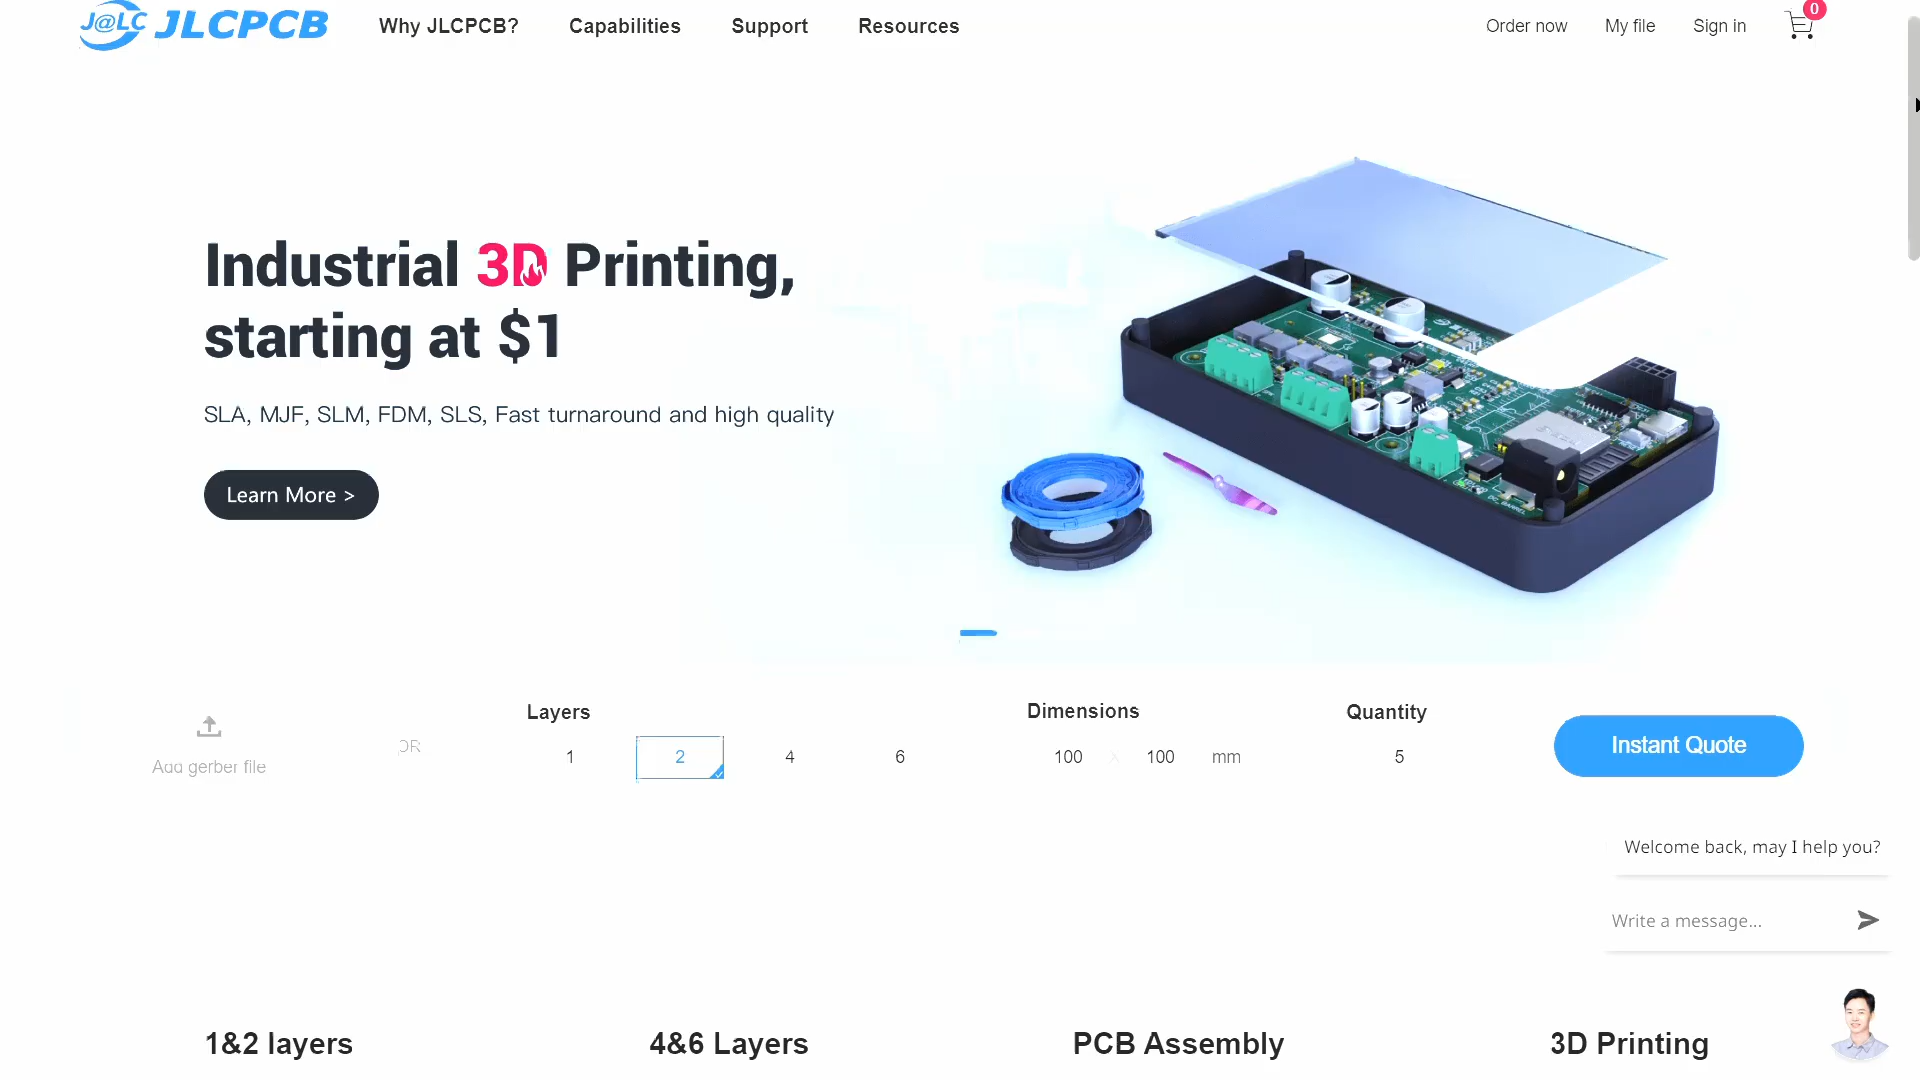 J@LC JLCPCB
Why JLCPCB? Capabilities Support Resources
Order now My file Sign in 0
Industrial 3D Printing,
starting at $1
SLA, MJF, SLM, FDM, SLS, Fast turnaround and high quality
Learn More >
Add gerber file
OR
Layers
1 2 4 6
Dimensions
100 x 100 mm
Quantity
5
Instant Quote
Welcome back, may I help you?
Write a message...
1&2 layers
4&6 Layers
PCB Assembly
3D Printing